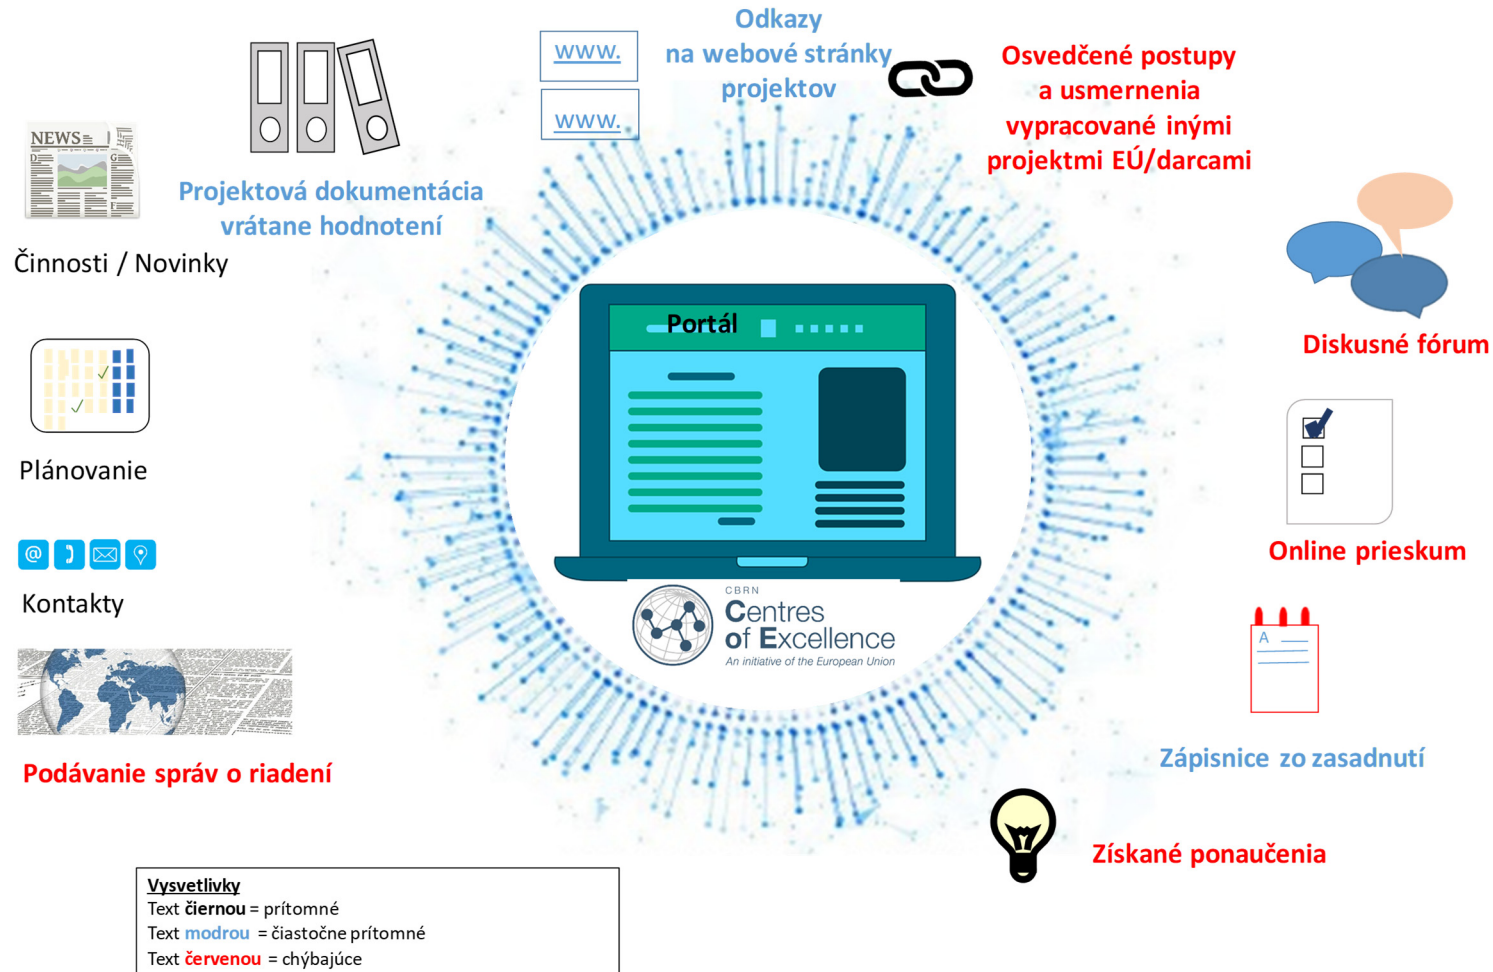 Odkazy
na webové stránky
projektov
www.
www.
Osvedčené postupy
a usmernenia
vypracované inými
projektmi EÚ/darcami
NEWS
Projektová dokumentácia
vrátane hodnotení
Činnosti / Novinky
Portál
Diskusné fórum
Plánovanie
Online prieskum
@
Kontakty
CBRN
Centres
of Excellence
An initiative of the European Union
A
Podávanie správ o riadení
Zápisnice zo zasadnutí
Získané ponaučenia
Vysvetlivky
Text čiernou = prítomné
Text modrou = čiastočne prítomné
Text červenou = chýbajúce